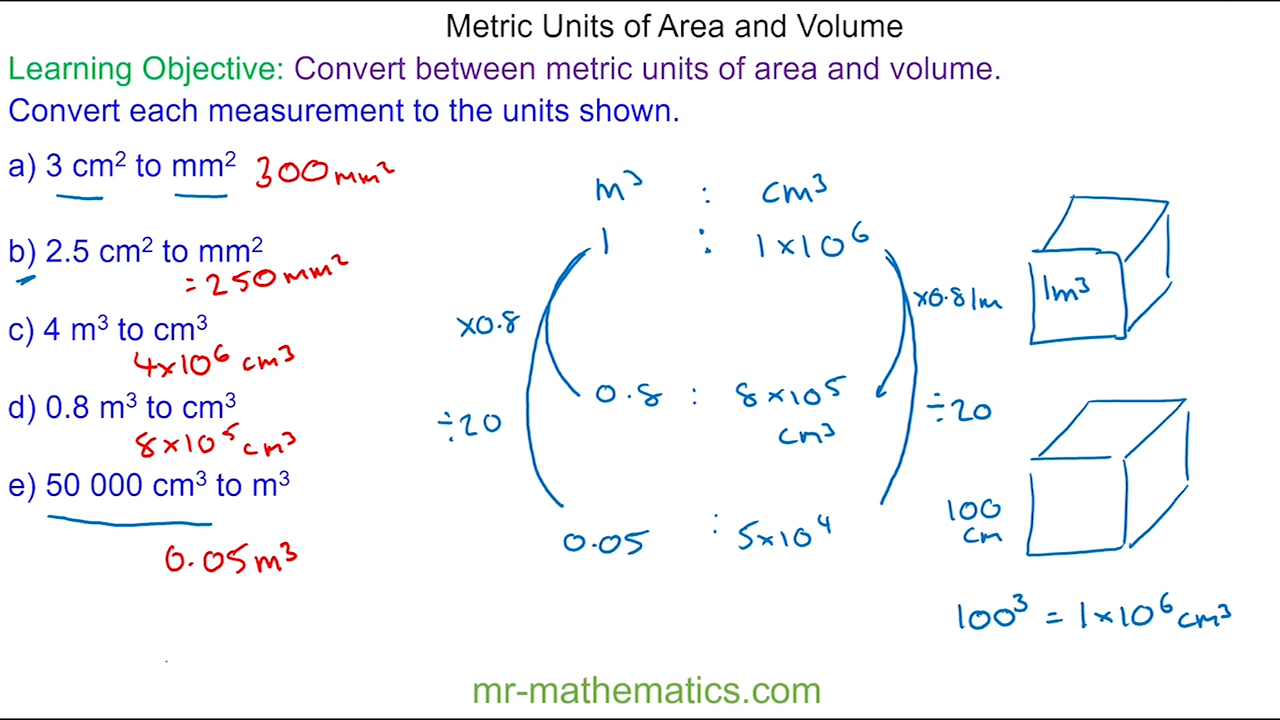 Metric Units of Area and Volume
Learning Objective: Convert between metric units of area and volume.
Convert each measurement to the units shown.
a) 3 cm² to mm² 300mm²
b) 2.5 cm² to mm²
= 250mm²
c) 4 m³ to cm³
4×10⁶ cm³
d) 0.8 m³ to cm³
8×10⁵ cm³
e) 50 000 cm³ to m³
0.05m³
m³ : cm³
1 : 1×10⁶
×0.8
×0.8
0.8 : 8×10⁵
cm³
÷20
÷20
0.05 : 5×10⁴
1m
1m³
100
cm
100³ = 1×10⁶ cm³
mr-mathematics.com